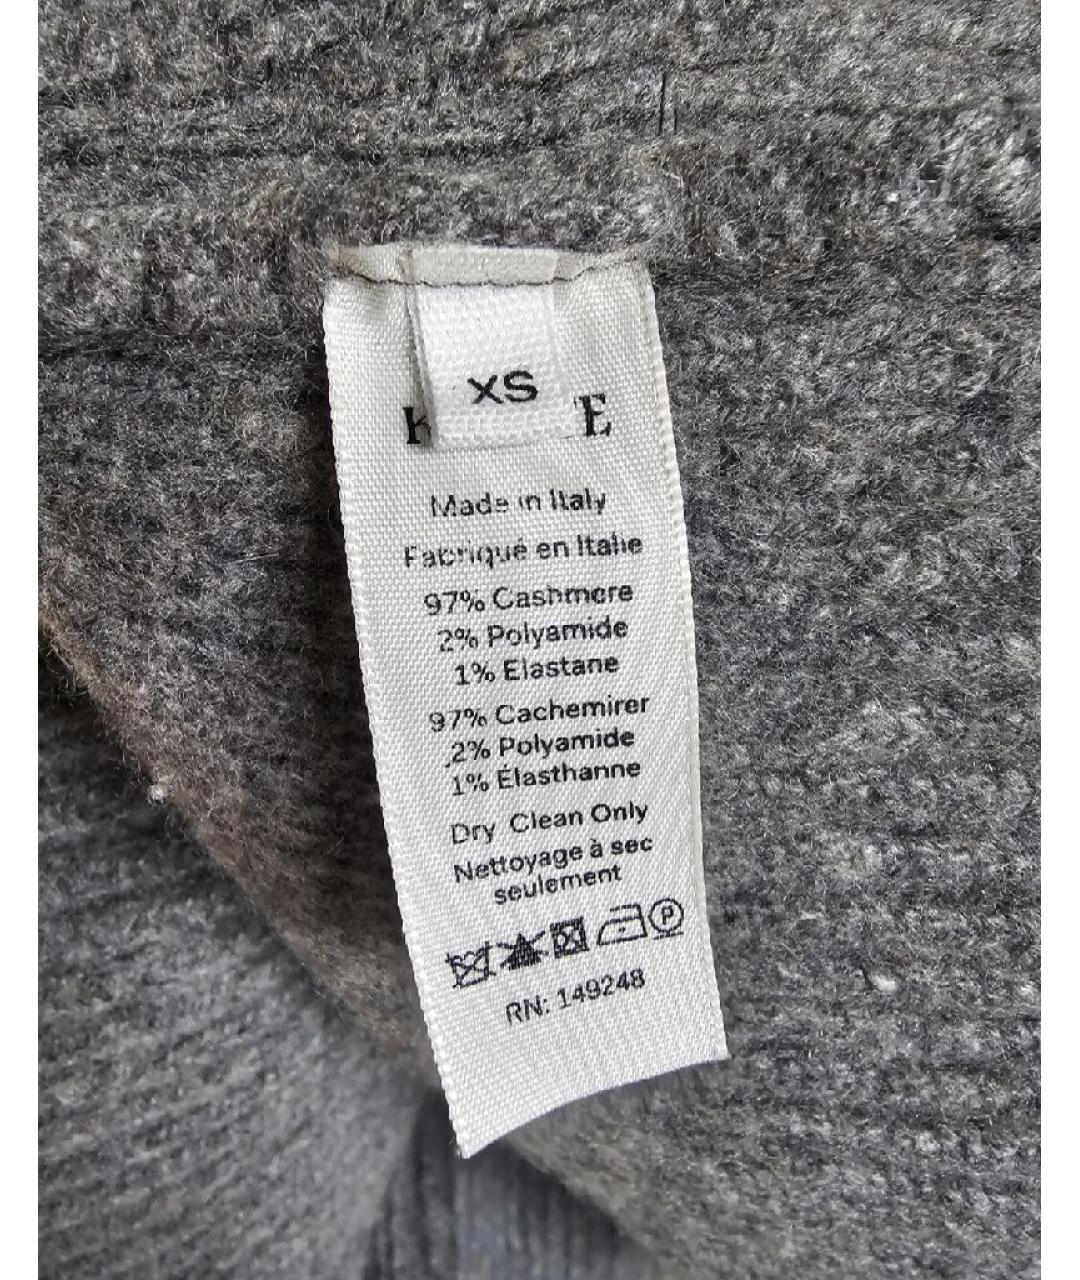 XS
K E
Made in Italy
Fabriqué en Italie
97% Cashmere
2% Polyamide
1% Elastane
97% Cachemirer
2% Polyamide
1% Élasthanne
Dry Clean Only
Nettoyage à sec
seulement
P
RN: 149248